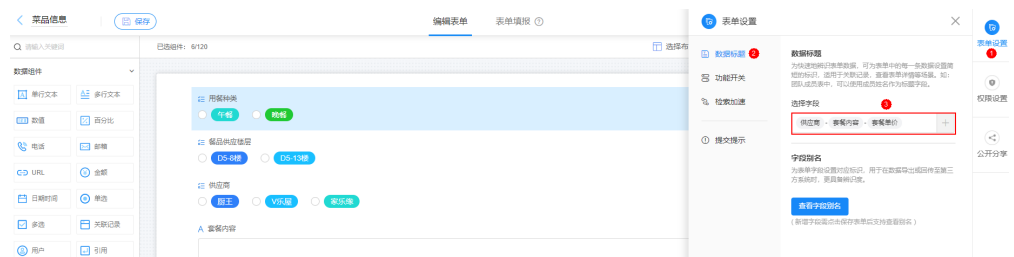 菜品信息
保存
编辑表单
表单填报
请输入关键词
已选组件: 6/120
选择布
数据组件
单行文本
多行文本
数值
百分比
电话
邮箱
URL
金额
日期时间
单选
多选
关联记录
用户
引用
用餐种类
午餐
晚餐
餐品供应楼层
D5-8楼
D5-13楼
供应商
厨王
V乐屋
家乐缘
A 套餐内容
表单设置
数据标题 2
功能开关
检索加速
提交提示
数据标题
为快速地辨识表单数据，可为表单中的每一条数据设置简
短的标识，适用于关联记录、查看表单详情等场景。如：
团队成员表中，可以使用成员姓名作为标题字段。
选择字段
3
供应商 - 套餐内容 - 套餐单价 +
字段别名
为表单字段设置对应标识，用于在数据导出或回传至第三
方系统时，更具辨识度。
查看字段别名
( 新增字段需点击保存表单后支持查看别名 )
表单设置
1
权限设置
公开分享